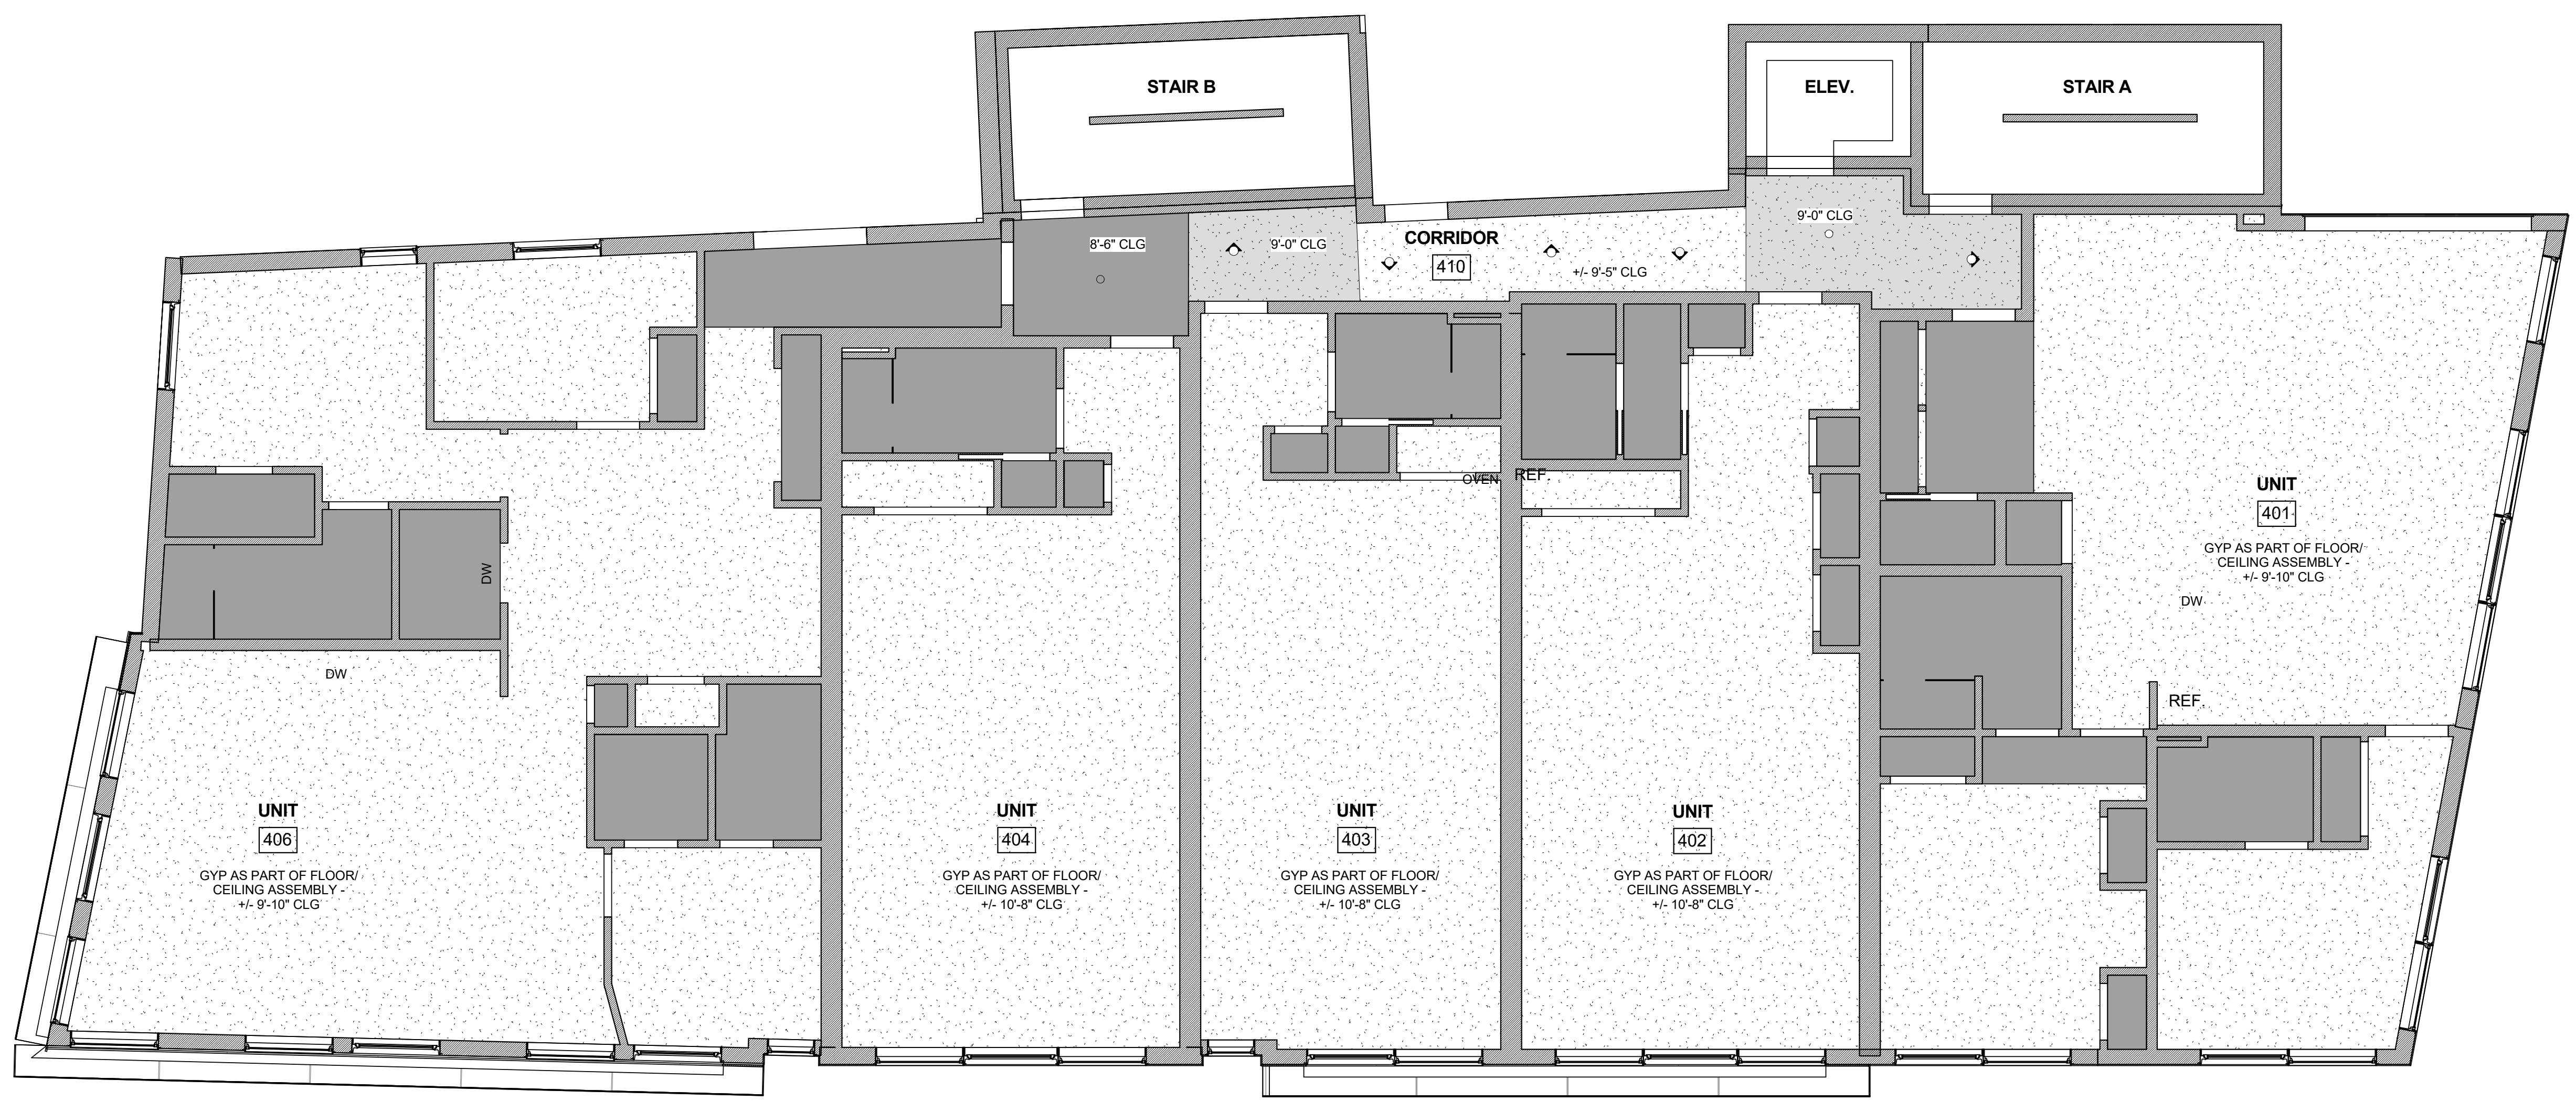 STAIR B
ELEV.
STAIR A
8'-6" CLG
9'-0" CLG
CORRIDOR
410
+/- 9'-5" CLG
9'-0" CLG
OVEN
REF.
UNIT
401
GYP AS PART OF FLOOR/
CEILING ASSEMBLY -
+/- 9'-10" CLG
DW
DW
DW
REF.
UNIT
406
GYP AS PART OF FLOOR/
CEILING ASSEMBLY -
+/- 9'-10" CLG
UNIT
404
GYP AS PART OF FLOOR/
CEILING ASSEMBLY -
+/- 10'-8" CLG
UNIT
403
GYP AS PART OF FLOOR/
CEILING ASSEMBLY -
+/- 10'-8" CLG
UNIT
402
GYP AS PART OF FLOOR/
CEILING ASSEMBLY -
+/- 10'-8" CLG